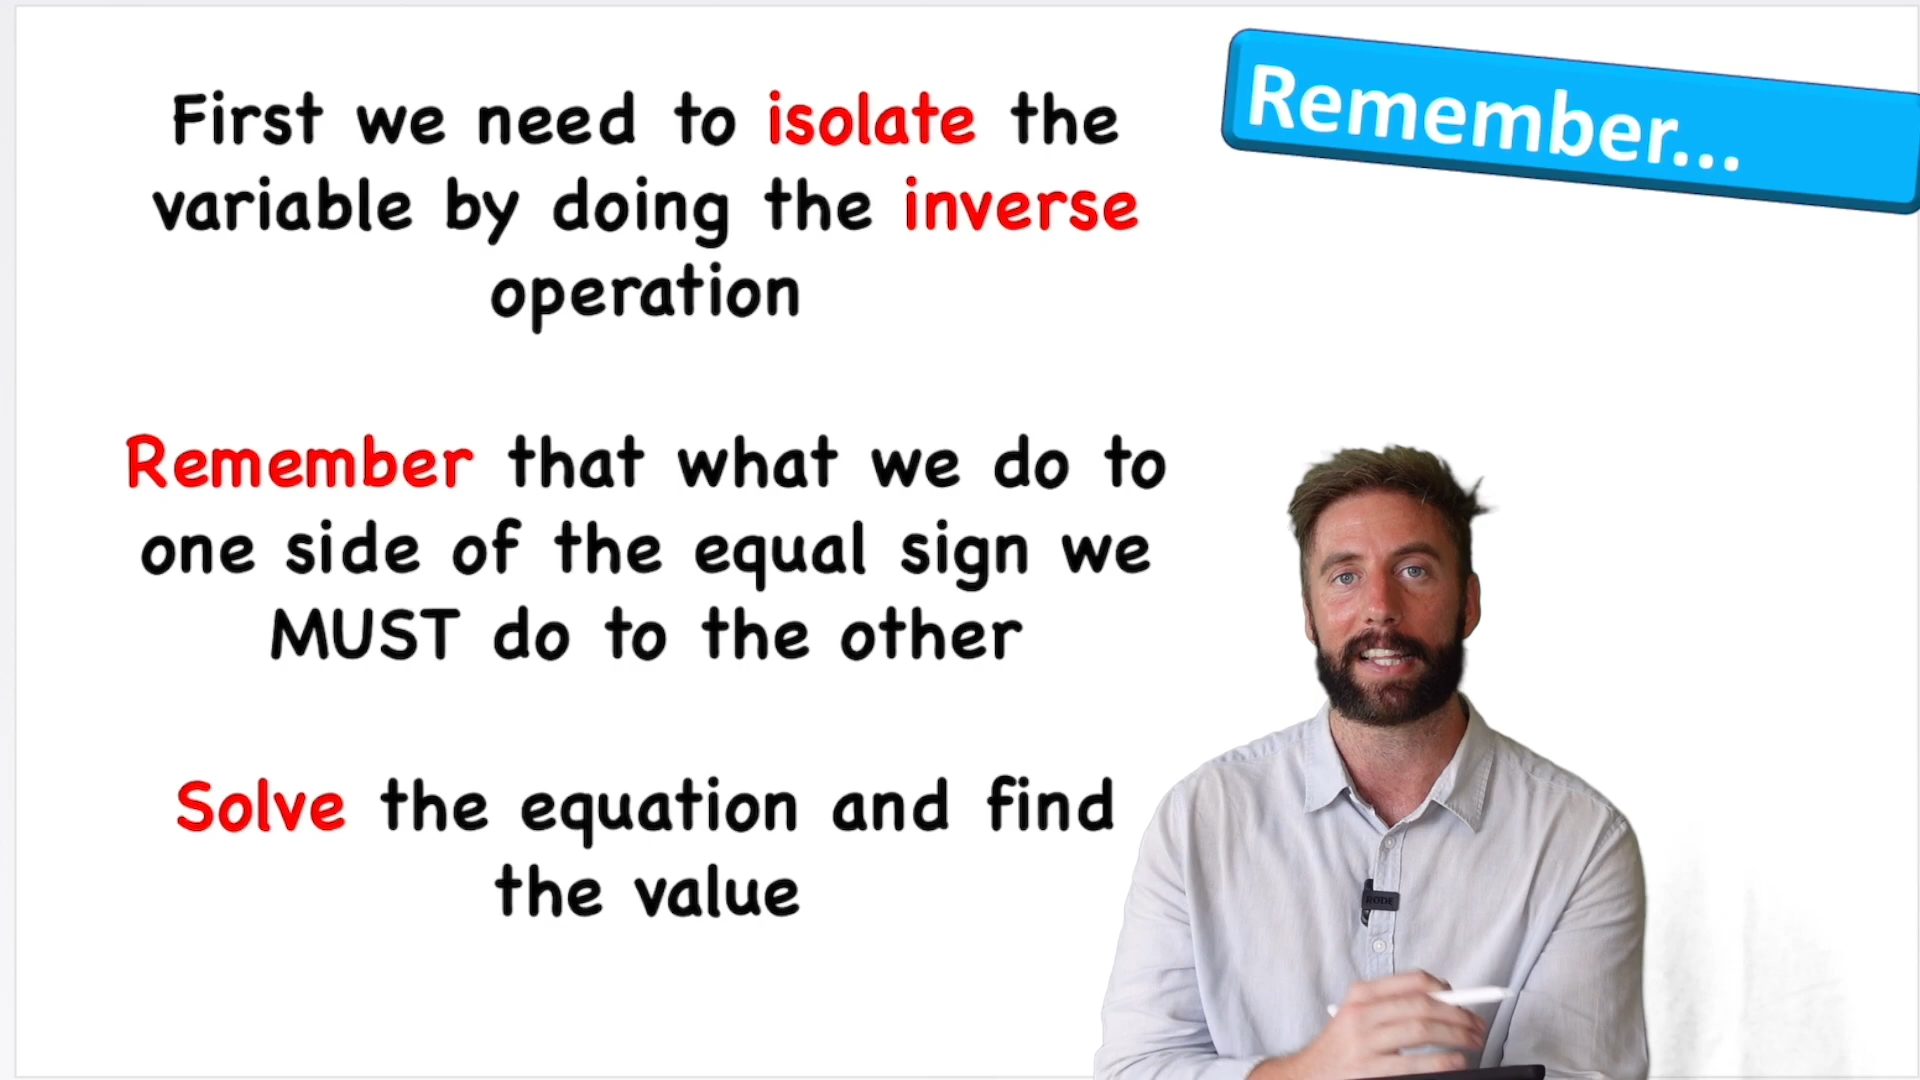 Remember...
First we need to isolate the
variable by doing the inverse
operation
Remember that what we do to
one side of the equal sign we
MUST do to the other
Solve the equation and find
the value
RODE